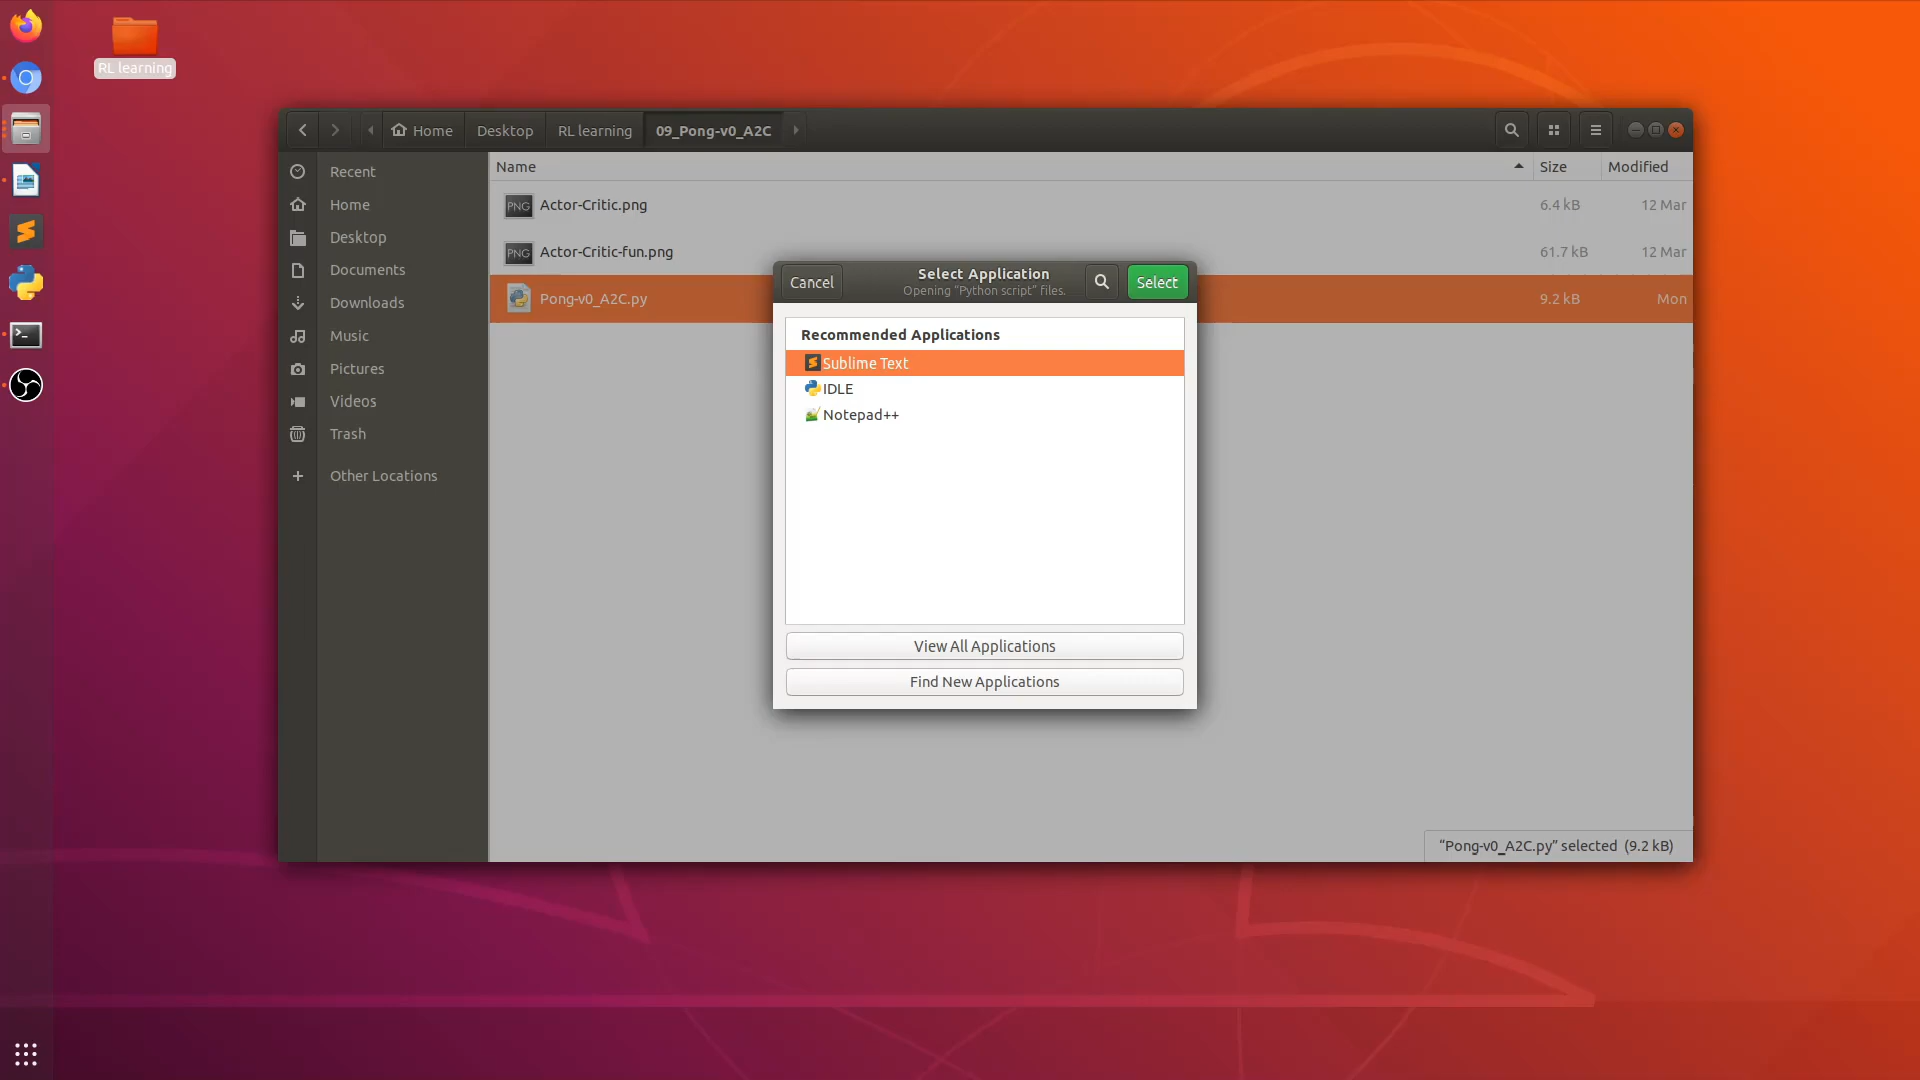 RL learning
Home
Desktop
RL learning
09_Pong-v0_A2C
Recent
Home
Desktop
Documents
Downloads
Music
Pictures
Videos
Trash
Other Locations
Name
Size
Modified
PNG
Actor-Critic.png
6.4 kB
12 Mar
PNG
Actor-Critic-fun.png
61.7 kB
12 Mar
Pong-v0_A2C.py
9.2 kB
Mon
Cancel
Select Application
Opening “Python script” files.
Select
Recommended Applications
Sublime Text
IDLE
Notepad++
View All Applications
Find New Applications
“Pong-v0_A2C.py” selected (9.2 kB)